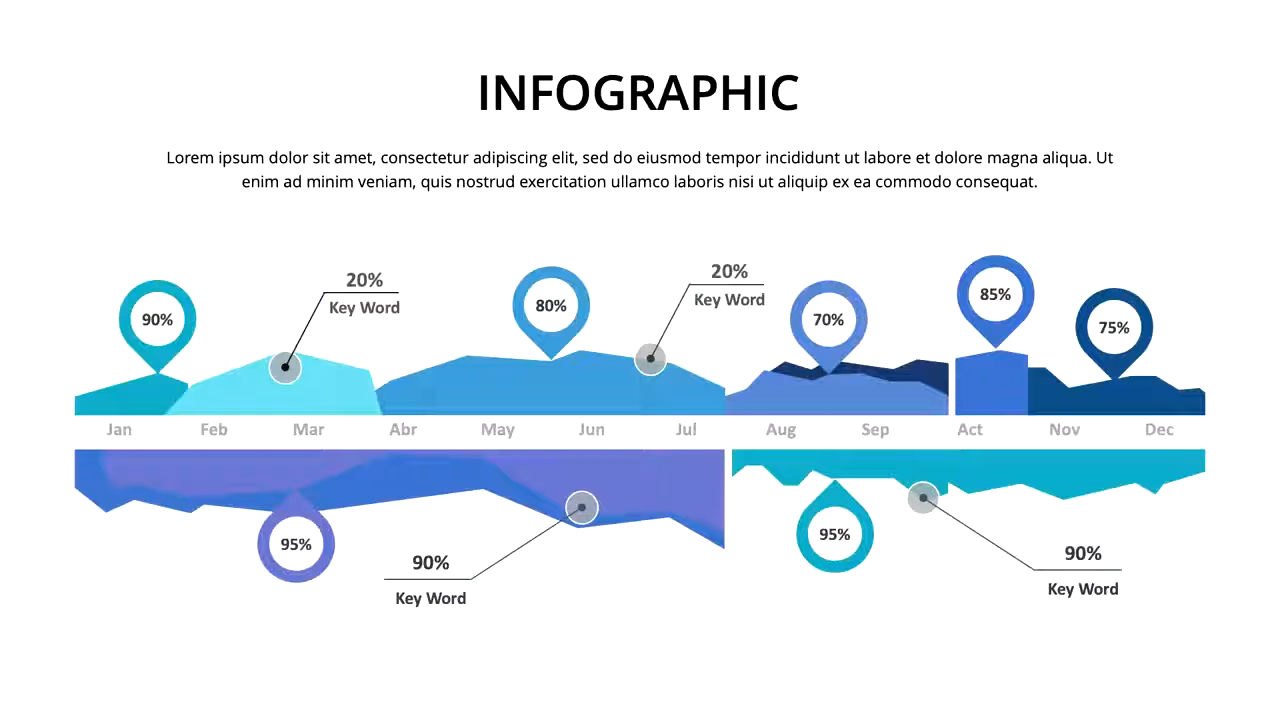 INFOGRAPHIC
Lorem ipsum dolor sit amet, consectetur adipiscing elit, sed do eiusmod tempor incididunt ut labore et dolore magna aliqua. Ut
enim ad minim veniam, quis nostrud exercitation ullamco laboris nisi ut aliquip ex ea commodo consequat.
90%
20%
Key Word
80%
20%
Key Word
70%
85%
75%
Jan Feb Mar Abr May Jun Jul Aug Sep Act Nov Dec
95%
90%
Key Word
95%
90%
Key Word